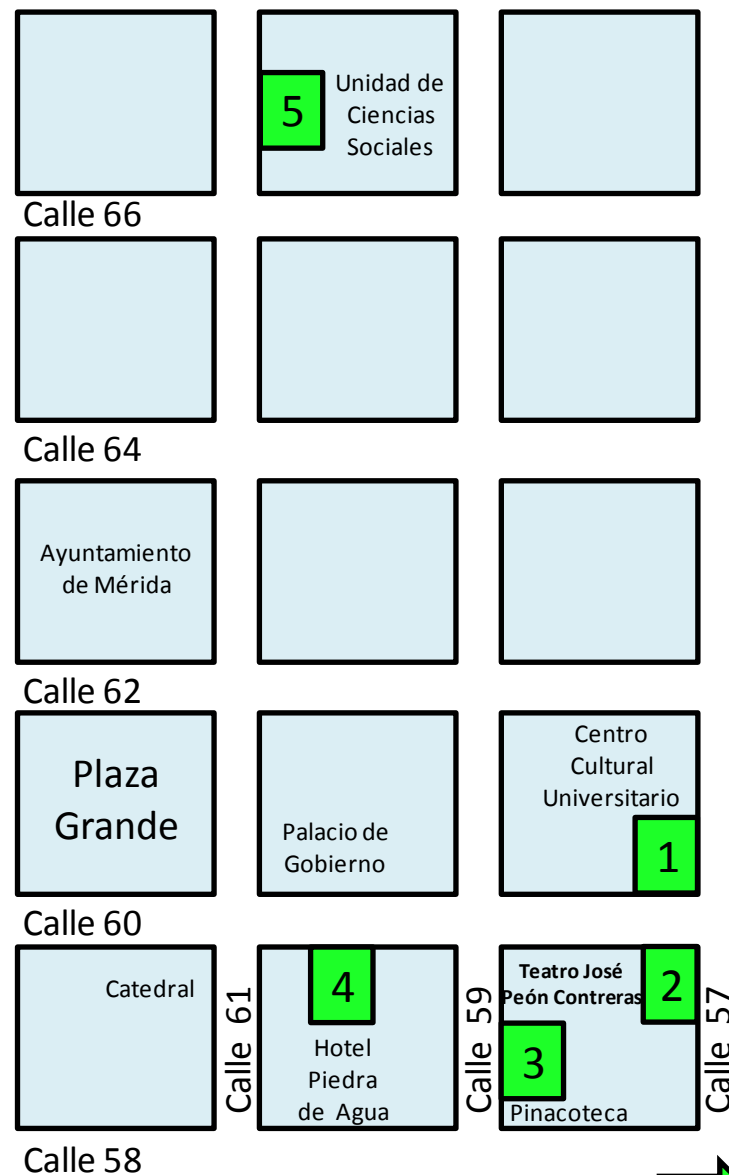 5
Unidad de
Ciencias
Sociales
Calle 66
Calle 64
Ayuntamiento
de Mérida
Calle 62
Plaza
Grande
Palacio de
Gobierno
Centro
Cultural
Universitario
1
Calle 60
Catedral
Calle 61
4
Hotel
Piedra
de Agua
Calle 59
Teatro José
Peón Contreras
2
3
Pinacoteca
Calle 57
Calle 58